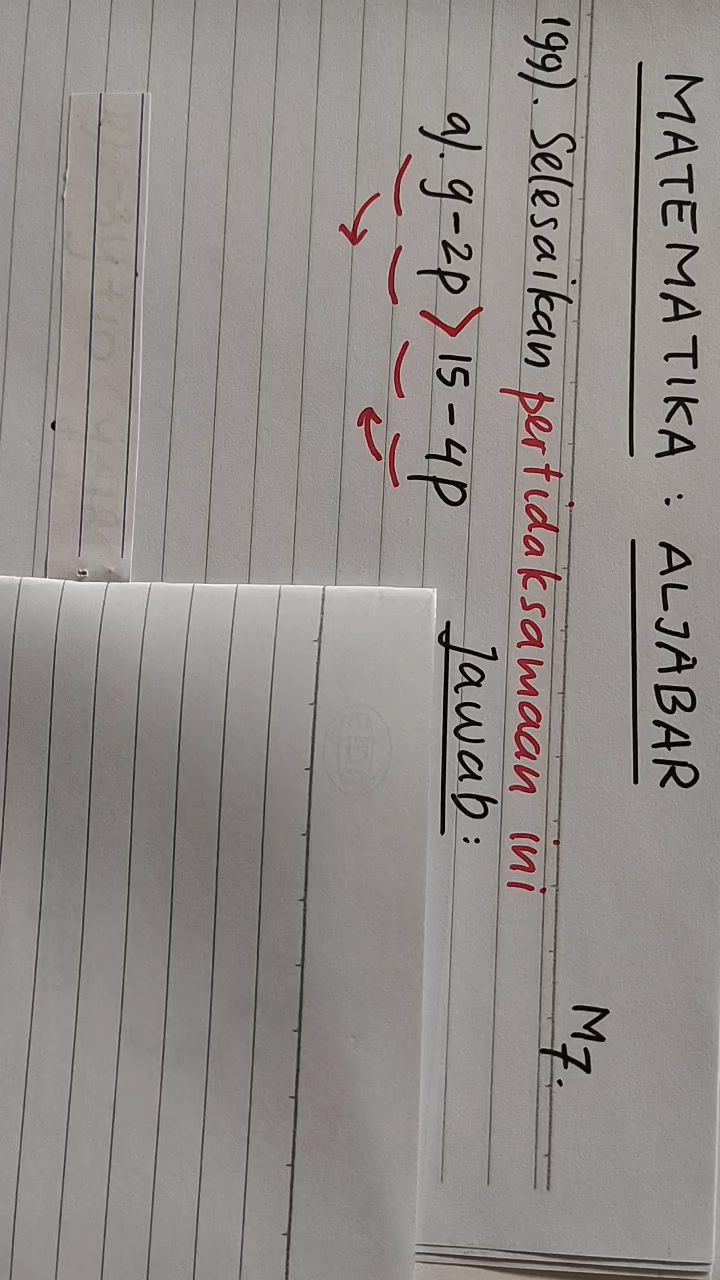 MATEMATIKA : ALJABAR
M7.
199). Selesaikan pertidaksamaan ini
a). 9-2p > 15-4p
Jawab: